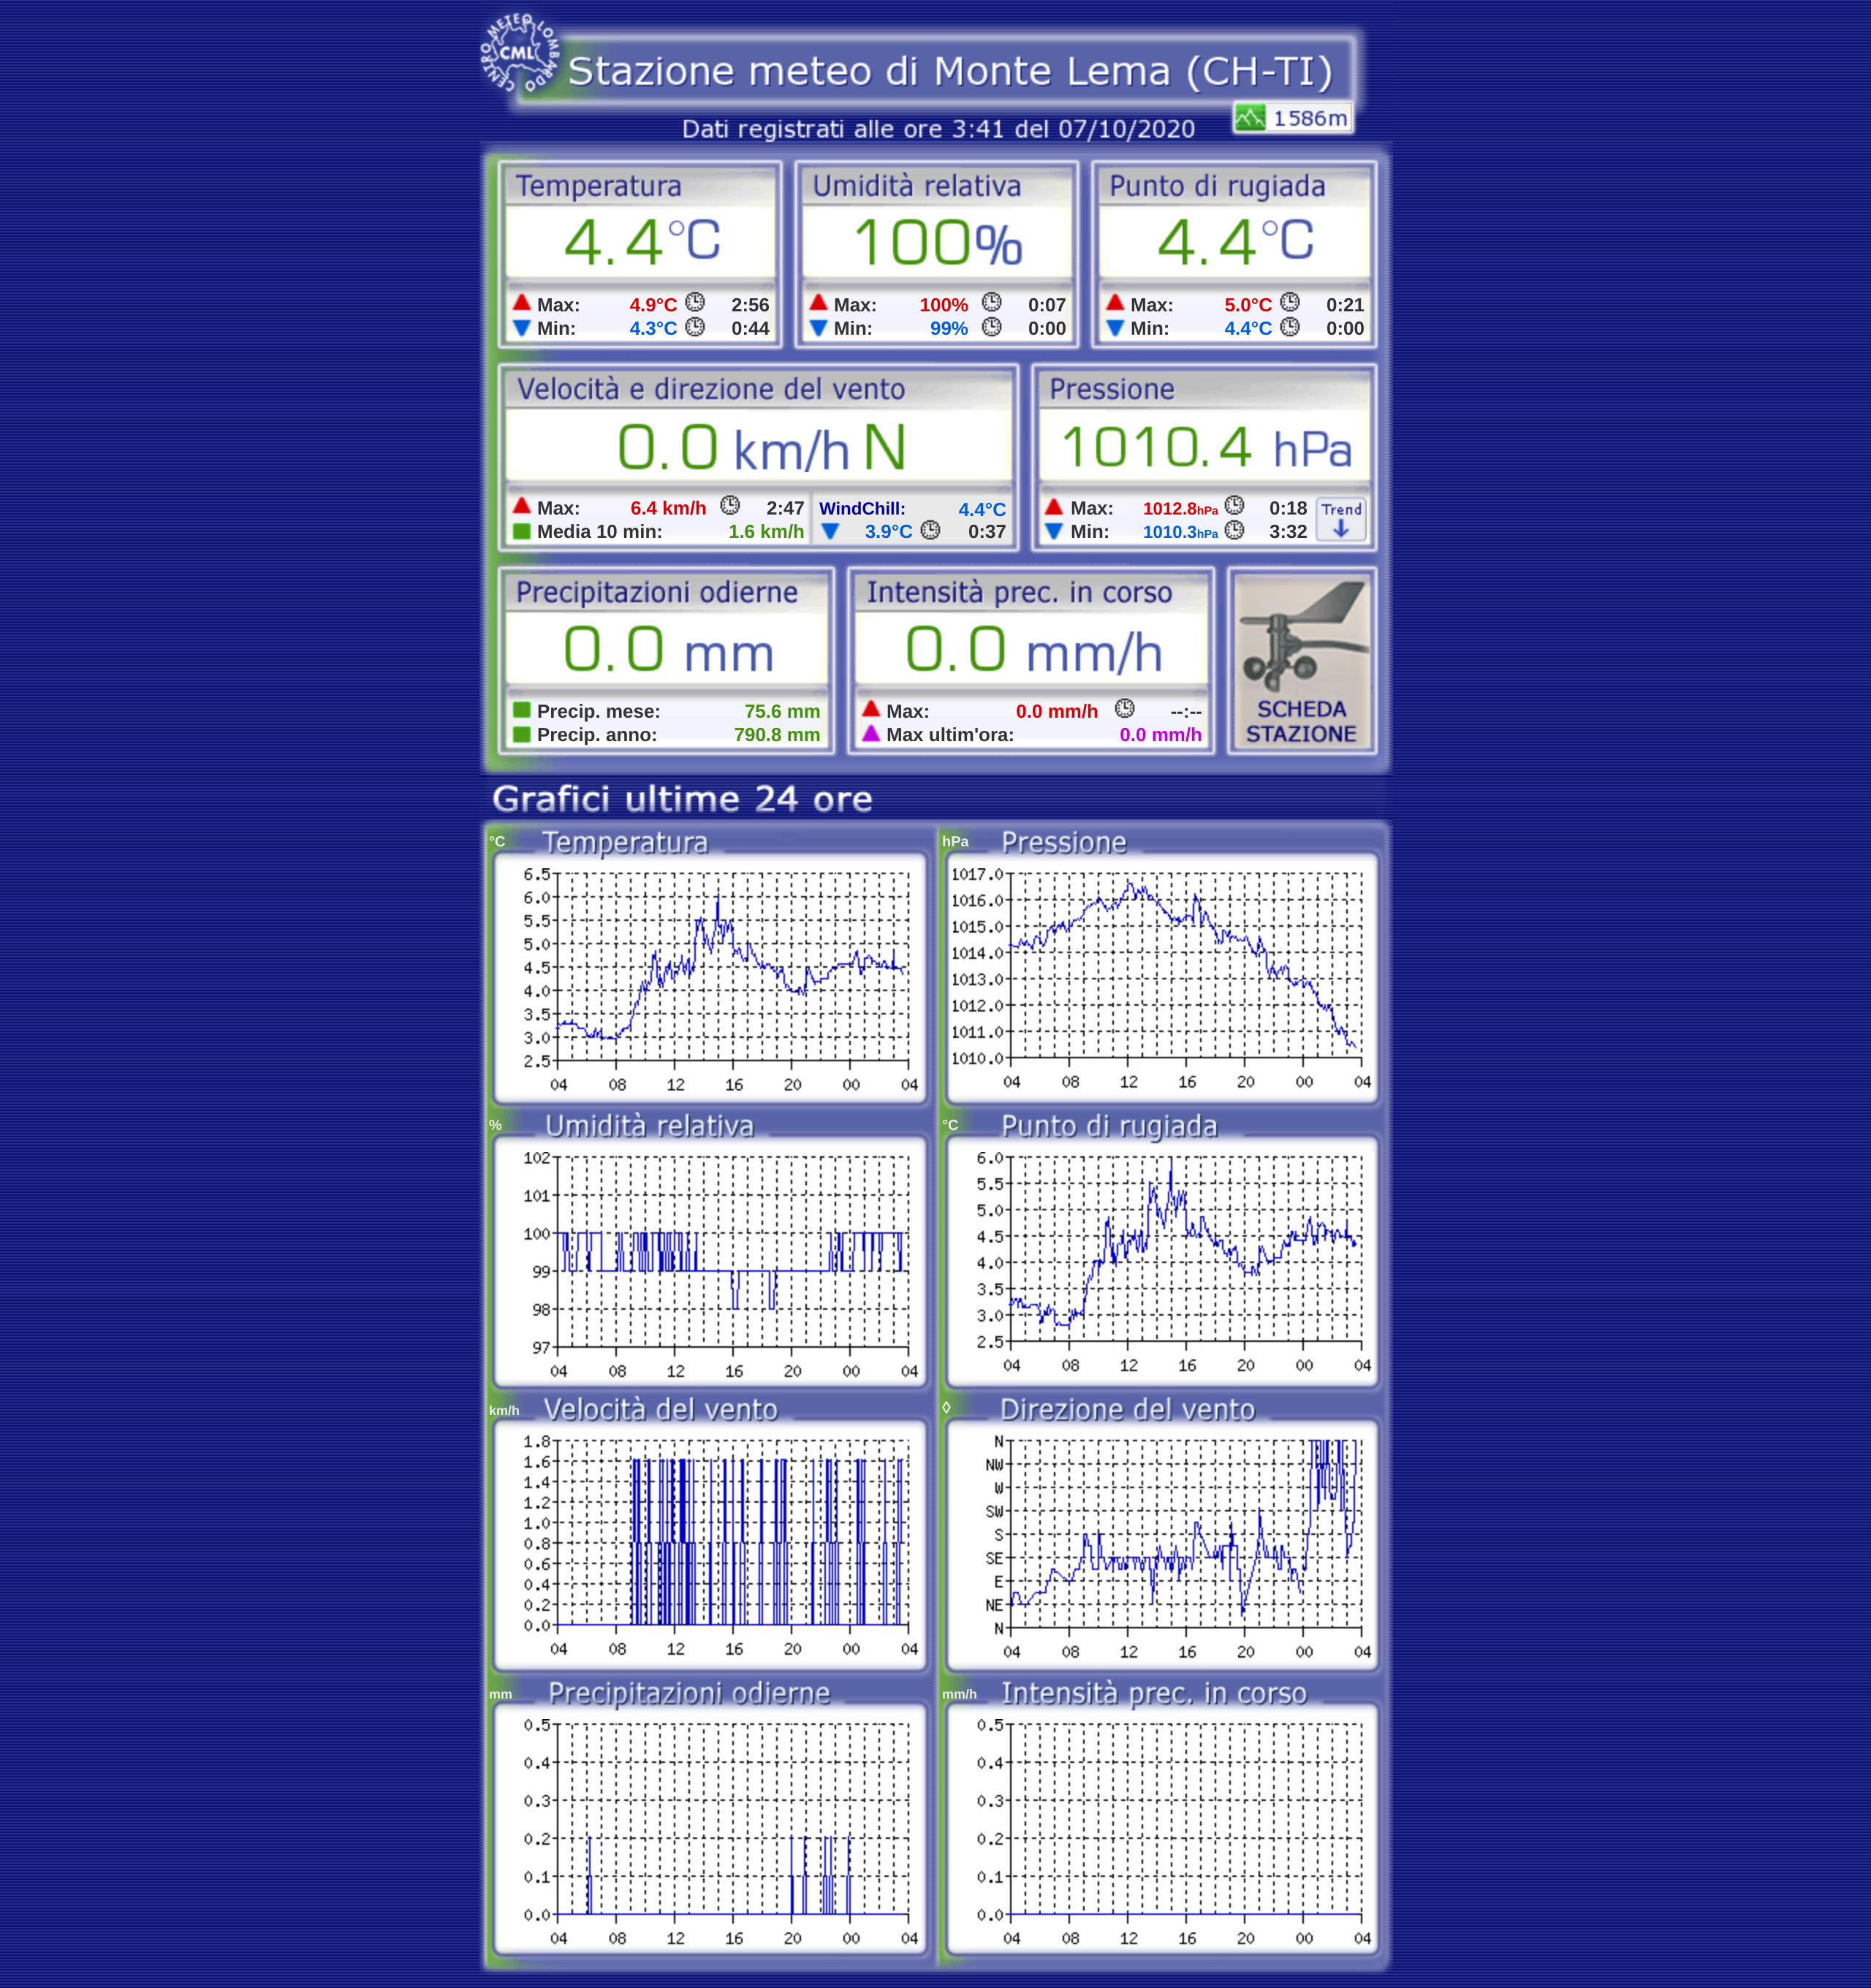 CENTRO METEO LOMBARDO
CML
Stazione meteo di Monte Lema (CH-TI)
1586m
Dati registrati alle ore 3:41 del 07/10/2020
Temperatura Umidità relativa Punto di rugiada
4.4°C 100% 4.4°C
Max: 4.9°C 2:56 Max: 100% 0:07 Max: 5.0°C 0:21
Min: 4.3°C 0:44 Min: 99% 0:00 Min: 4.4°C 0:00
Velocità e direzione del vento Pressione
0.0 km/h N 1010.4 hPa
Max: 6.4 km/h 2:47 WindChill: 4.4°C Max: 1012.8hPa 0:18 Trend
Media 10 min: 1.6 km/h 3.9°C 0:37 Min: 1010.3hPa 3:32
Precipitazioni odierne Intensità prec. in corso
0.0 mm 0.0 mm/h
Precip. mese: 75.6 mm Max: 0.0 mm/h --:-- SCHEDA
Precip. anno: 790.8 mm Max ultim'ora: 0.0 mm/h STAZIONE
Grafici ultime 24 ore
°C Temperatura
6.5
6.0
5.5
5.0
4.5
4.0
3.5
3.0
2.5
04 08 12 16 20 00 04
hPa Pressione
1017.0
1016.0
1015.0
1014.0
1013.0
1012.0
1011.0
1010.0
04 08 12 16 20 00 04
% Umidità relativa
102
101
100
99
98
97
04 08 12 16 20 00 04
°C Punto di rugiada
6.0
5.5
5.0
4.5
4.0
3.5
3.0
2.5
04 08 12 16 20 00 04
km/h Velocità del vento
1.8
1.6
1.4
1.2
1.0
0.8
0.6
0.4
0.2
0.0
04 08 12 16 20 00 04
◊ Direzione del vento
N
NW
W
SW
S
SE
E
NE
N
04 08 12 16 20 00 04
mm Precipitazioni odierne
0.5
0.4
0.3
0.2
0.1
0.0
04 08 12 16 20 00 04
mm/h Intensità prec. in corso
0.5
0.4
0.3
0.2
0.1
0.0
04 08 12 16 20 00 04